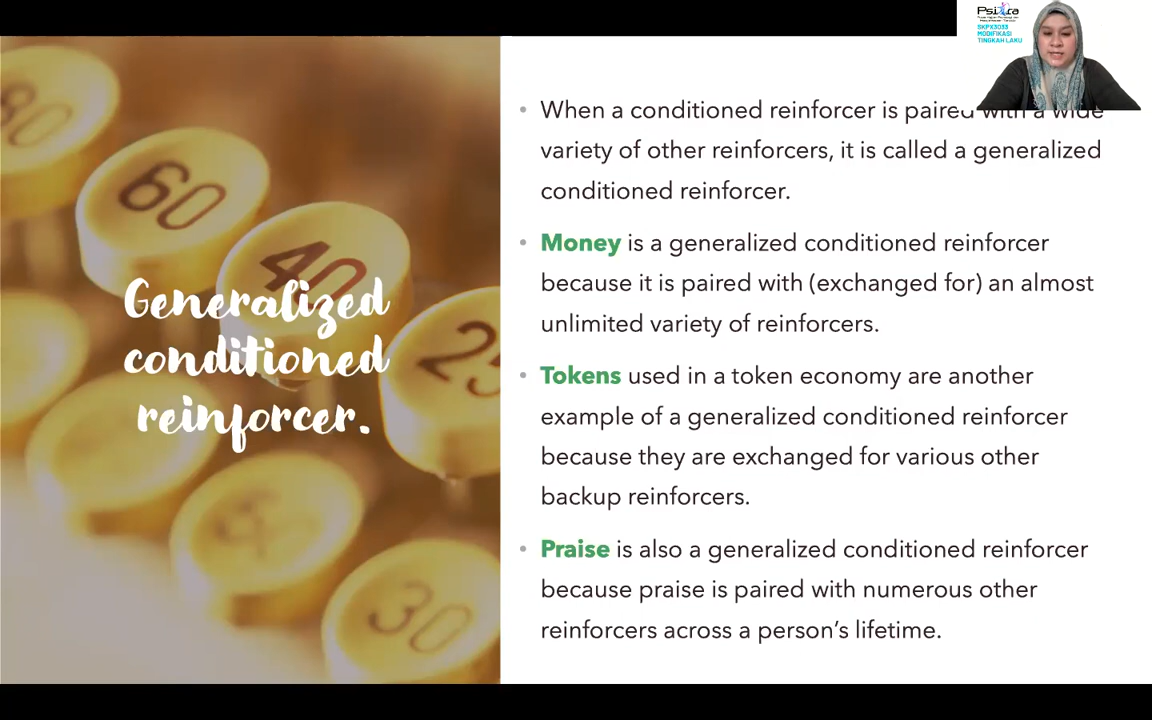 Psitra
SKPX3033
MODIFIKASI
TINGKAH LAKU
80
60
40
25
30
Generalized
conditioned
reinforcer.
• When a conditioned reinforcer is paired with a wide
variety of other reinforcers, it is called a generalized
conditioned reinforcer.
• Money is a generalized conditioned reinforcer
because it is paired with (exchanged for) an almost
unlimited variety of reinforcers.
• Tokens used in a token economy are another
example of a generalized conditioned reinforcer
because they are exchanged for various other
backup reinforcers.
• Praise is also a generalized conditioned reinforcer
because praise is paired with numerous other
reinforcers across a person's lifetime.